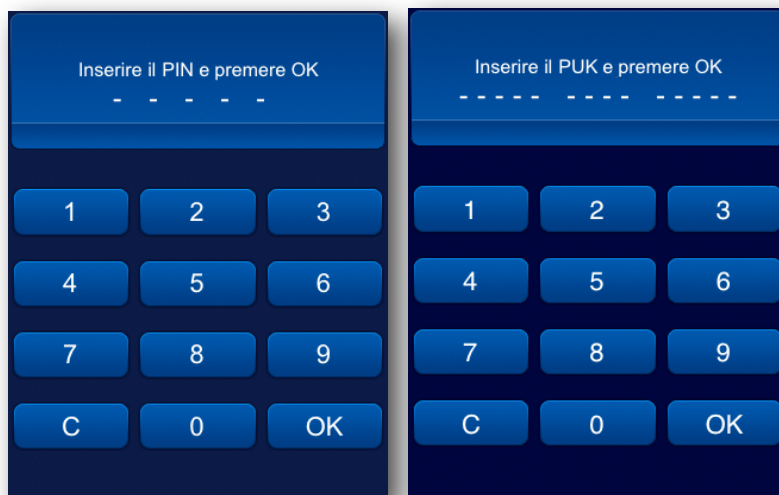 Inserire il PIN e premere OK
- - - - -
1 2 3
4 5 6
7 8 9
C 0 OK
Inserire il PUK e premere OK
- - - - - - - - - - - - - -
1 2 3
4 5 6
7 8 9
C 0 OK